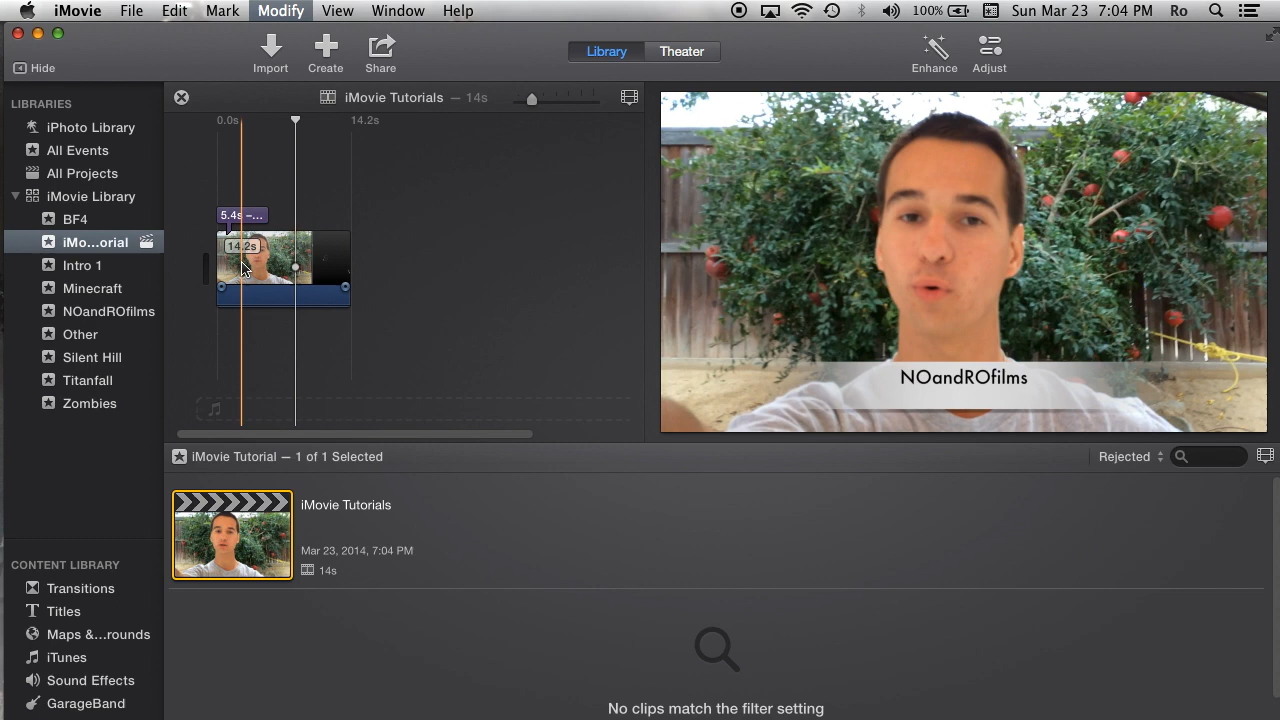 iMovie File Edit Mark Modify View Window Help 100% Sun Mar 23 7:04 PM Ro
Hide Import Create Share Library Theater Enhance Adjust
LIBRARIES
iPhoto Library
All Events
All Projects
iMovie Library
BF4
iMo...orial
Intro 1
Minecraft
NOandROfilms
Other
Silent Hill
Titanfall
Zombies
CONTENT LIBRARY
Transitions
Titles
Maps &...rounds
iTunes
Sound Effects
GarageBand
iMovie Tutorials — 14s
0.0s 14.2s
5.4s –...
14.2s
NOandROfilms
iMovie Tutorial — 1 of 1 Selected Rejected
iMovie Tutorials
Mar 23, 2014, 7:04 PM
14s
No clips match the filter setting